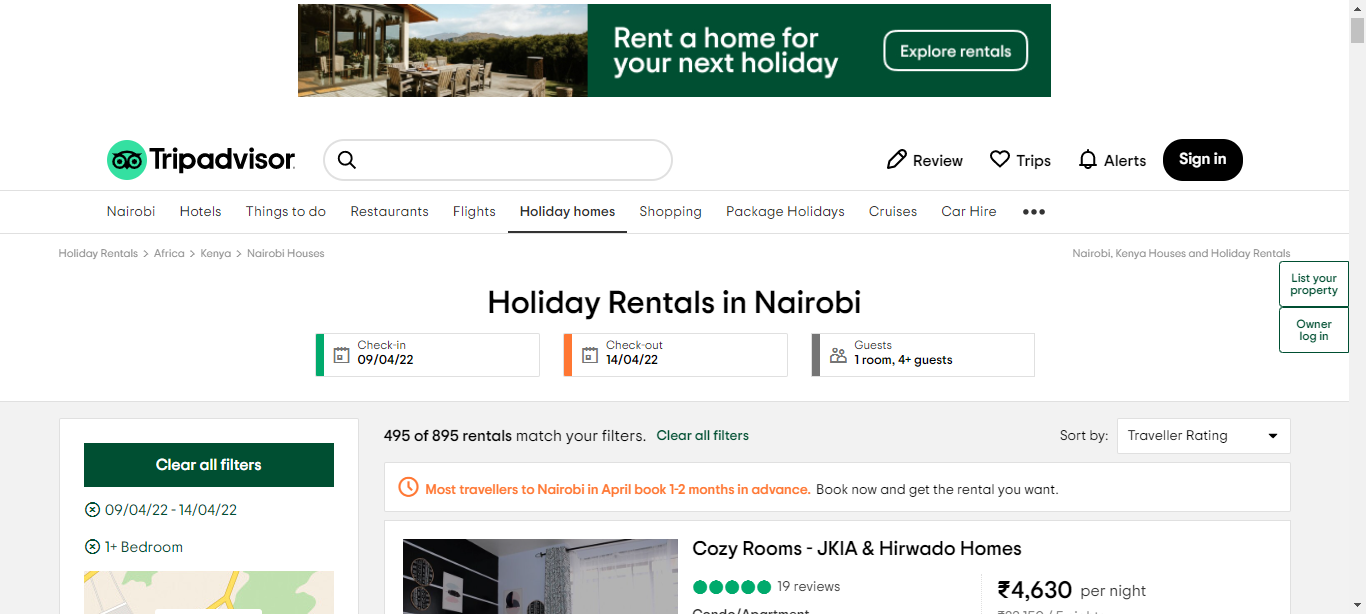 Rent a home for
your next holiday
Explore rentals
Tripadvisor
Review
Trips
Alerts
Sign in
Nairobi
Hotels
Things to do
Restaurants
Flights
Holiday homes
Shopping
Package Holidays
Cruises
Car Hire
Holiday Rentals > Africa > Kenya > Nairobi Houses
Nairobi, Kenya Houses and Holiday Rentals
List your
property
Owner
log in
Holiday Rentals in Nairobi
Check-in
09/04/22
Check-out
14/04/22
Guests
1 room, 4+ guests
Clear all filters
09/04/22 - 14/04/22
1+ Bedroom
495 of 895 rentals match your filters. Clear all filters
Sort by: Traveller Rating
Most travellers to Nairobi in April book 1-2 months in advance. Book now and get the rental you want.
Cozy Rooms - JKIA & Hirwado Homes
19 reviews
₹4,630 per night
Condo/Apartment